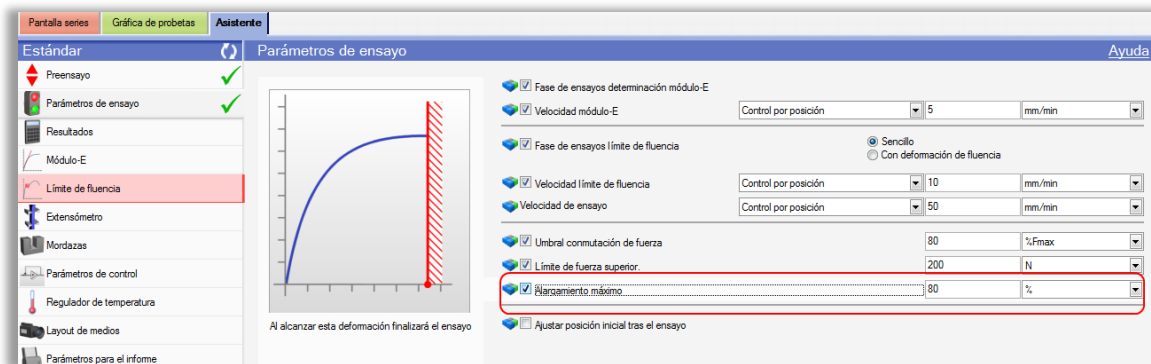 Pantalla series Gráfica de probetas Asistente
Estándar
Parámetros de ensayo Ayuda
Preensayo
Parámetros de ensayo
Resultados
Módulo-E
Límite de fluencia
Extensómetro
Mordazas
Parámetros de control
Regulador de temperatura
Layout de medios
Parámetros para el informe
Al alcanzar esta deformación finalizará el ensayo
Fase de ensayos determinación módulo-E
Velocidad módulo-E Control por posición 5 mm/min
Fase de ensayos límite de fluencia Sencillo
Con deformación de fluencia
Velocidad límite de fluencia Control por posición 10 mm/min
Velocidad de ensayo Control por posición 50 mm/min
Umbral conmutación de fuerza 80 %Fmax
Límite de fuerza superior. 200 N
Alargamiento máximo 80 %
Ajustar posición inicial tras el ensayo